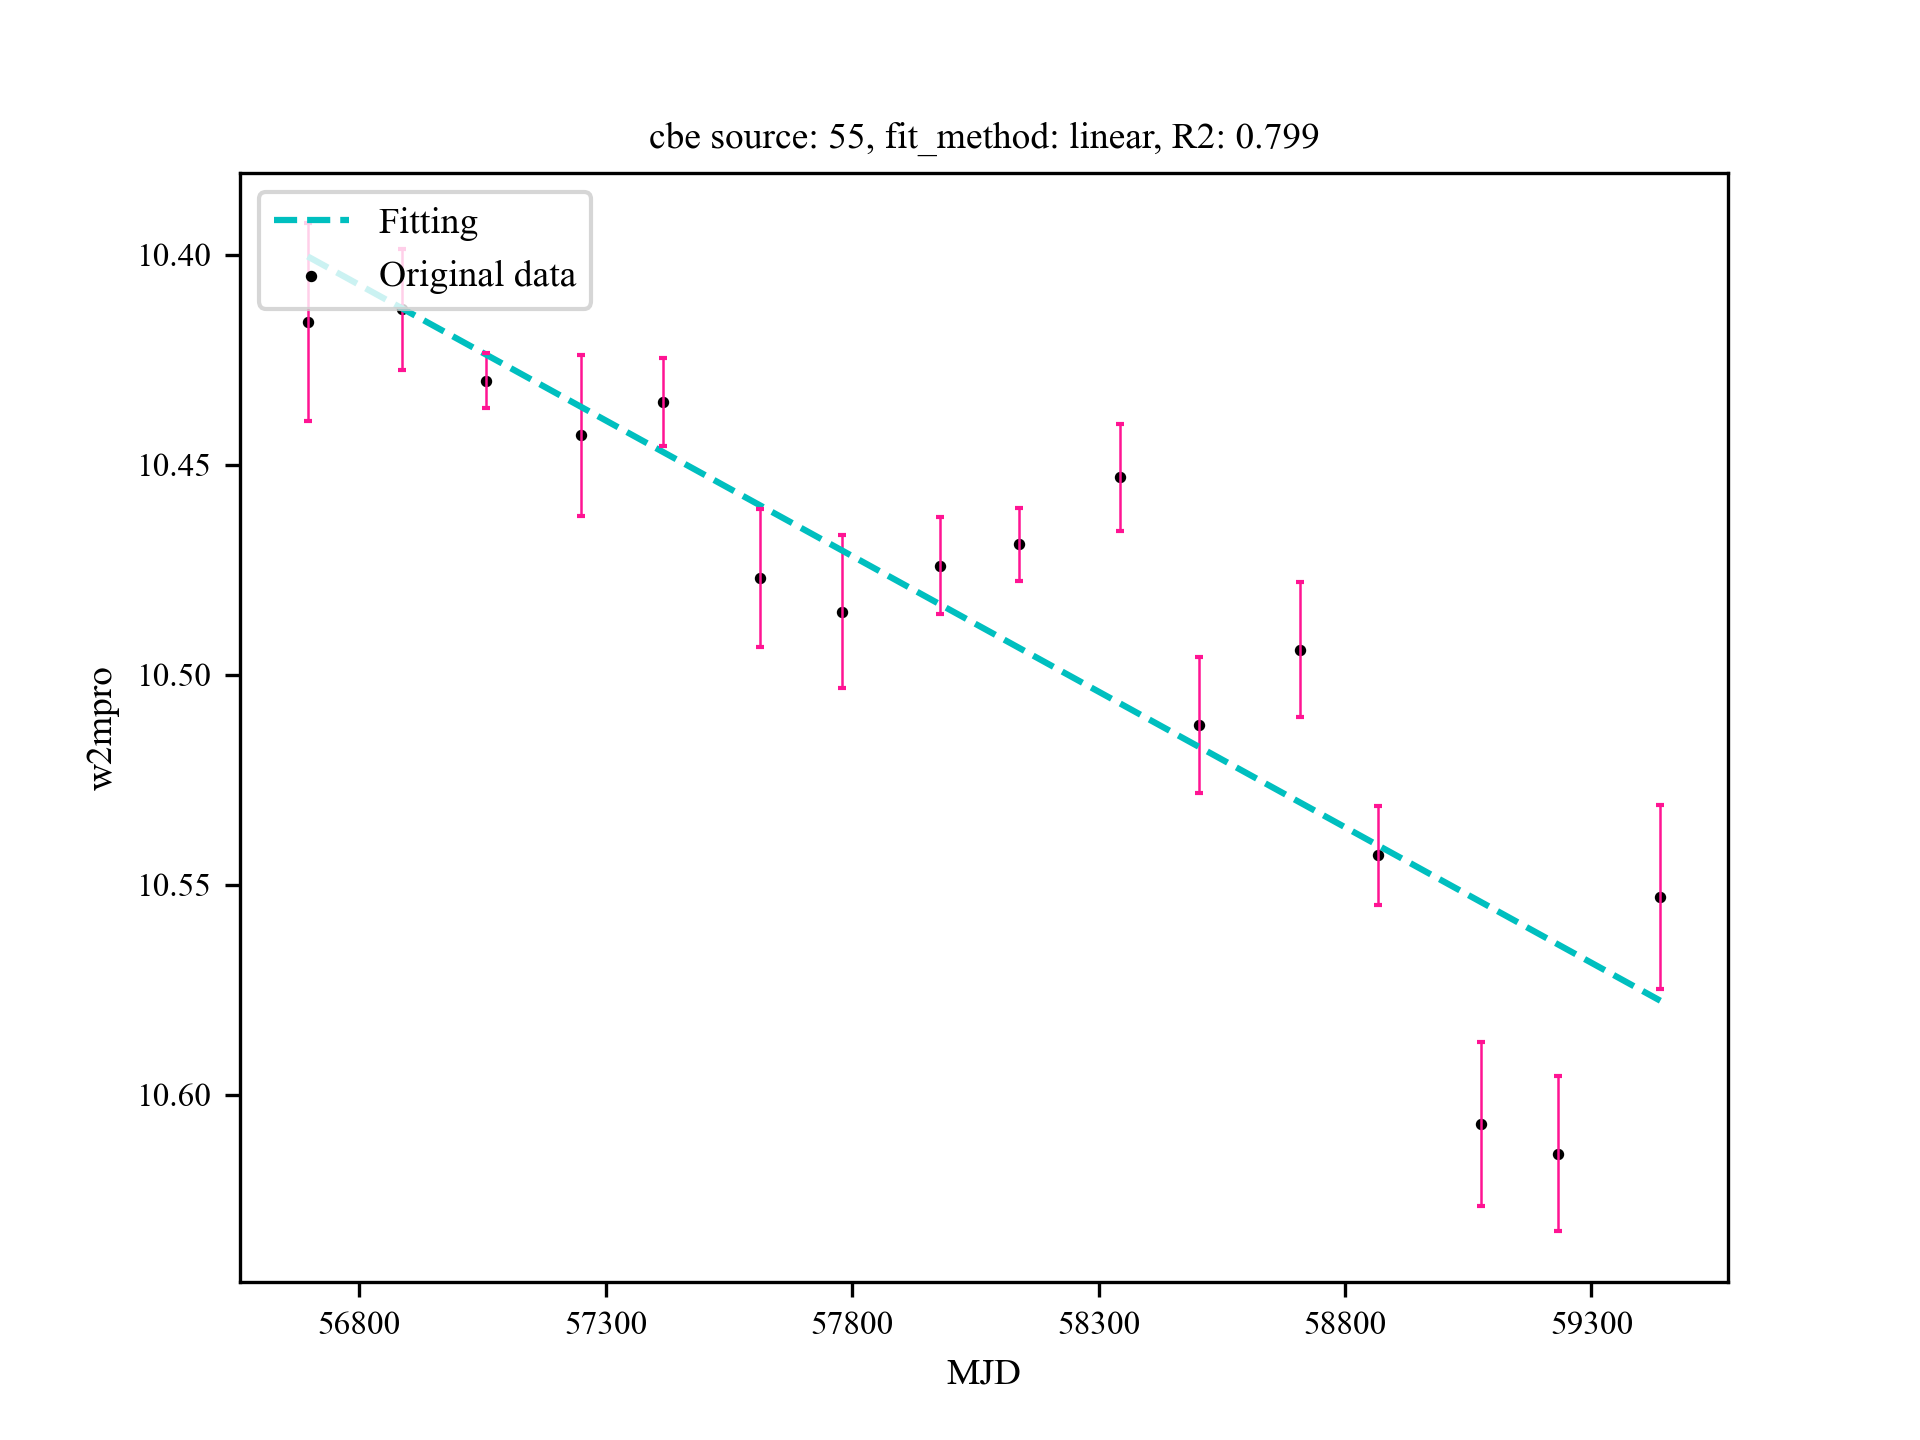 cbe source: 55, fit_method: linear, R2: 0.799
Fitting
Original data
10.40
10.45
10.50
10.55
10.60
w2mpro
56800
57300
57800
58300
58800
59300
MJD